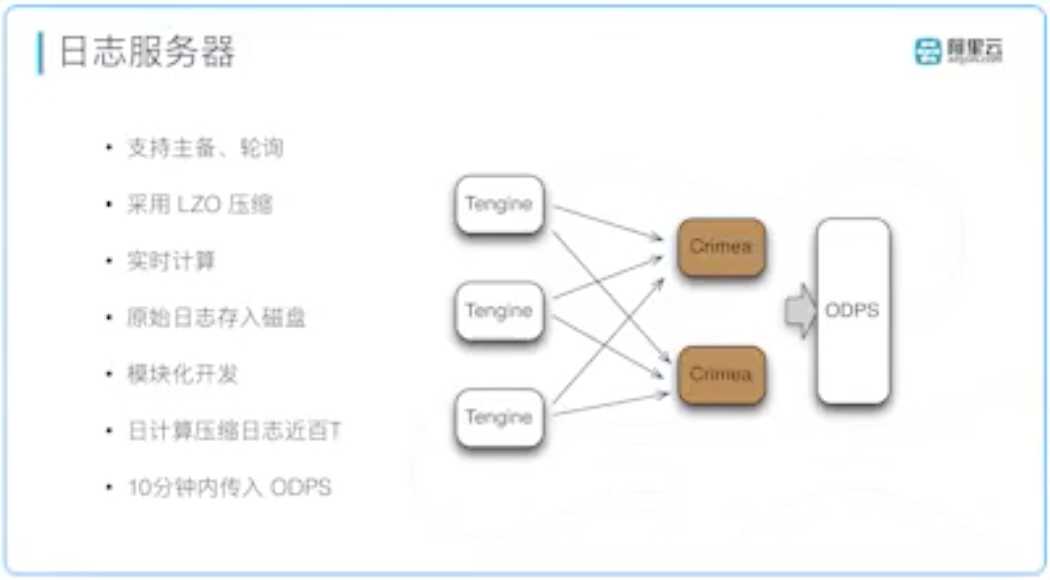 日志服务器
阿里云
支持主备、轮询
采用 LZO 压缩
实时计算
原始日志存入磁盘
模块化开发
日计算压缩日志近百T
10分钟内传入 ODPS
Tengine
Tengine
Tengine
Crimea
Crimea
ODPS